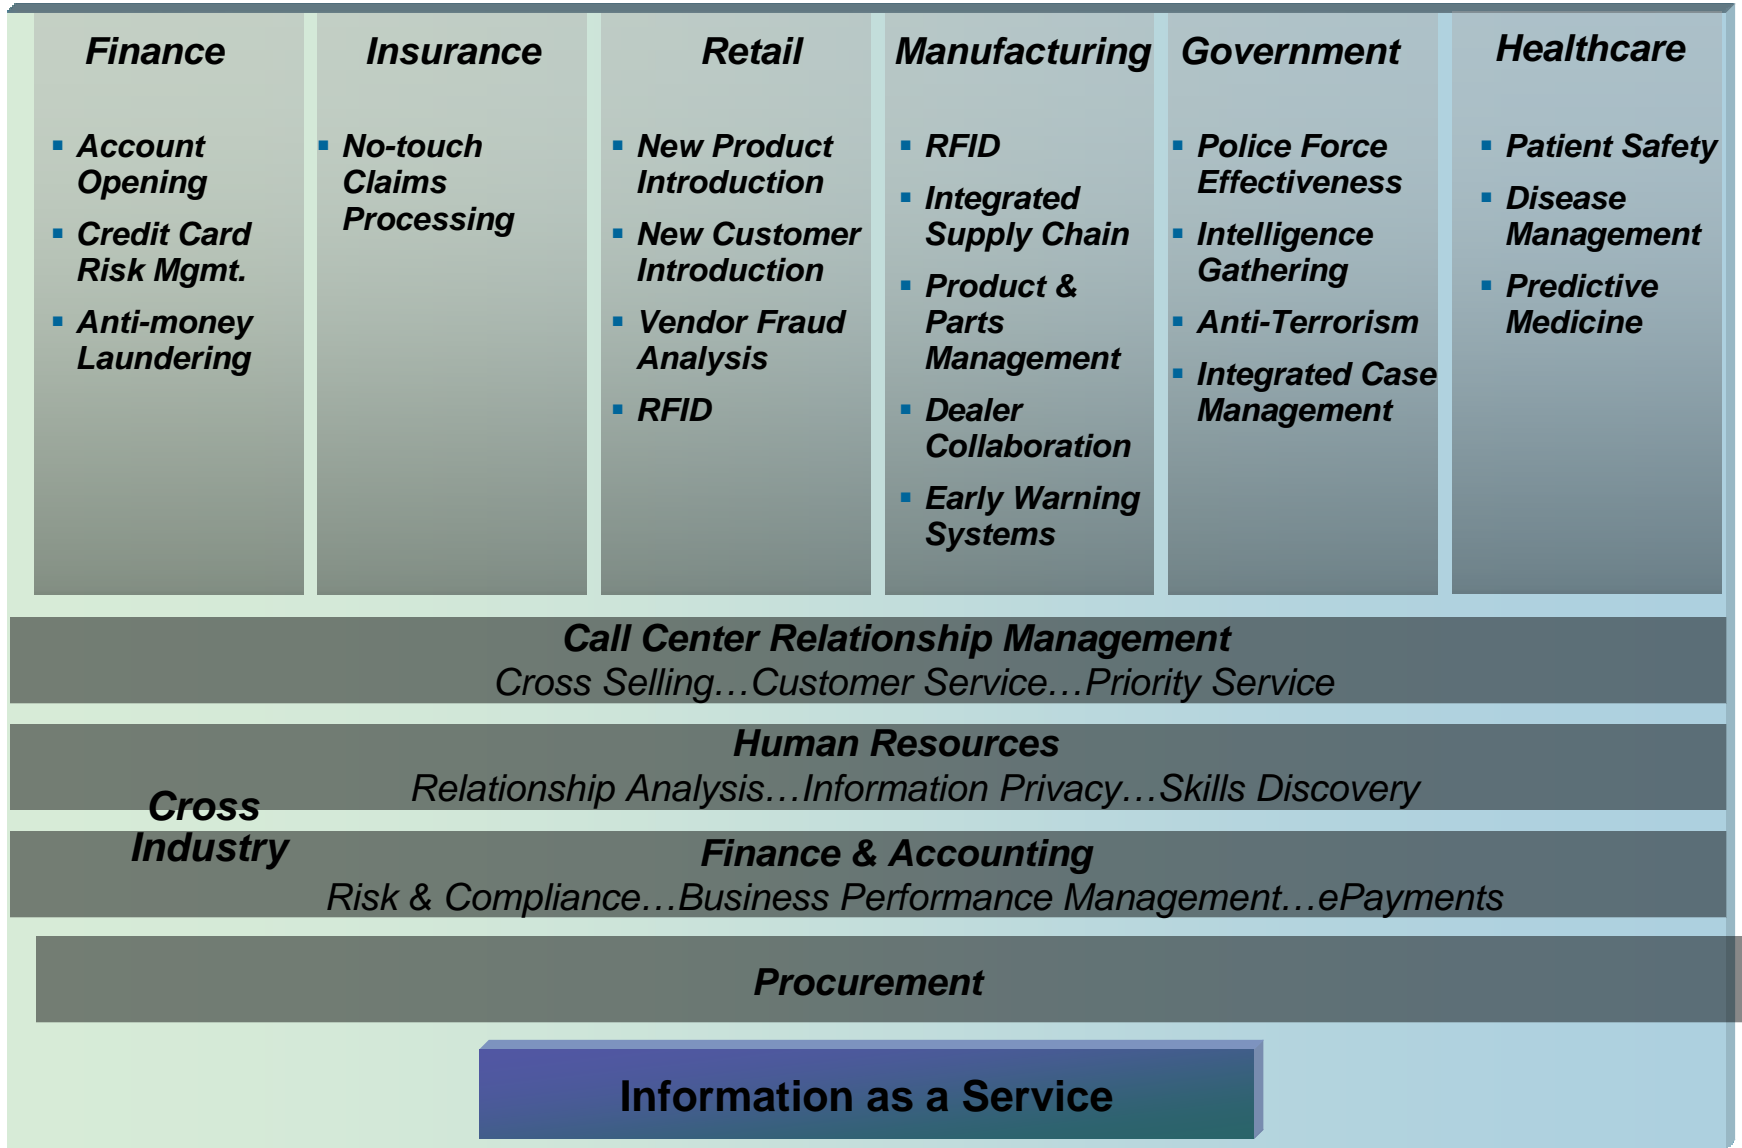 Finance
▪ Account
Opening
▪ Credit Card
Risk Mgmt.
▪ Anti-money
Laundering
Insurance
▪ No-touch
Claims
Processing
Retail
▪ New Product
Introduction
▪ New Customer
Introduction
▪ Vendor Fraud
Analysis
▪ RFID
Manufacturing
▪ RFID
▪ Integrated
Supply Chain
▪ Product &
Parts
Management
▪ Dealer
Collaboration
▪ Early Warning
Systems
Government
▪ Police Force
Effectiveness
▪ Intelligence
Gathering
▪ Anti-Terrorism
▪ Integrated Case
Management
Healthcare
▪ Patient Safety
▪ Disease
Management
▪ Predictive
Medicine
Call Center Relationship Management
Cross Selling…Customer Service…Priority Service
Human Resources
Relationship Analysis…Information Privacy…Skills Discovery
Cross
Industry
Finance & Accounting
Risk & Compliance…Business Performance Management…ePayments
Procurement
Information as a Service